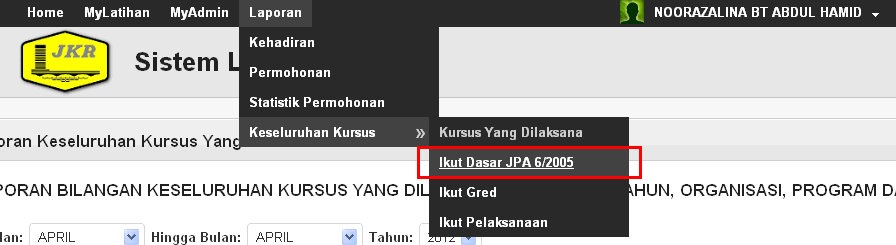 Home MyLatihan MyAdmin Laporan NOORAZALINA BT ABDUL HAMID
JKR
Sistem L
Kehadiran
Permohonan
Statistik Permohonan
Keseluruhan Kursus »
Kursus Yang Dilaksana
Ikut Dasar JPA 6/2005
Ikut Gred
Ikut Pelaksanaan
oran Keseluruhan Kursus Yang
PORAN BILANGAN KESELURUHAN KURSUS YANG DIL AHUN, ORGANISASI, PROGRAM DA
lan: APRIL Hingga Bulan: APRIL Tahun: 2012